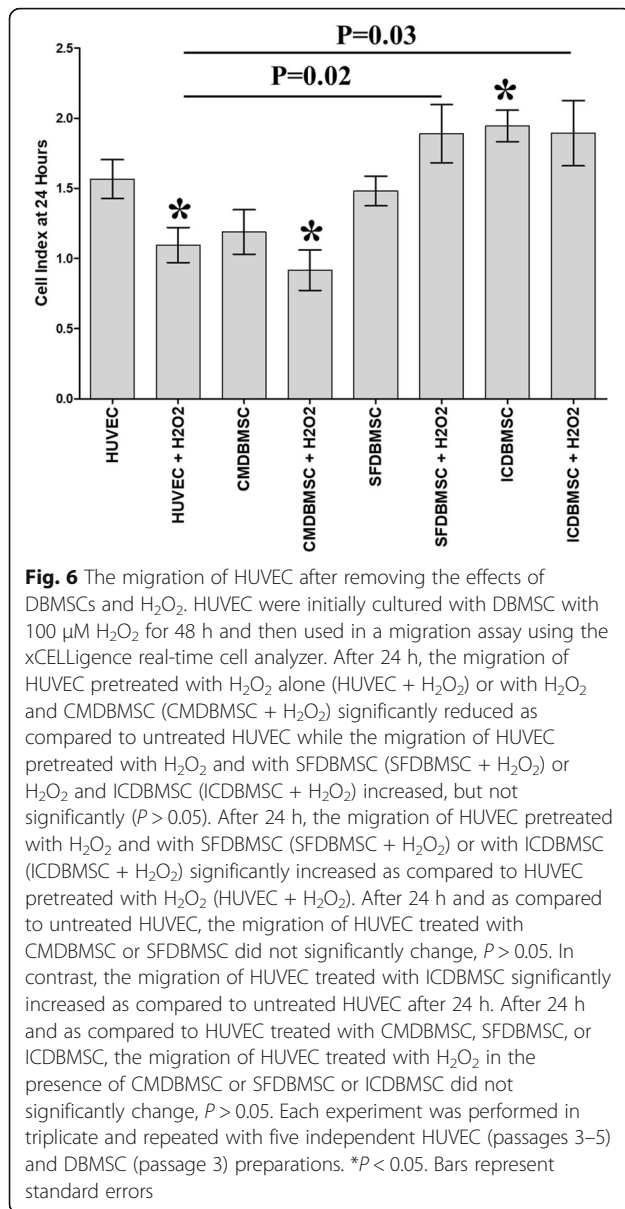 P=0.03
P=0.02
Cell Index at 24 Hours
2.5
2.0
1.5
1.0
0.5
0.0
*
*
*
HUVEC
HUVEC + H2O2
CMDBMSC
CMDBMSC + H2O2
SFDBMSC
SFDBMSC + H2O2
ICDBMSC
ICDBMSC + H2O2
Fig. 6 The migration of HUVEC after removing the effects of
DBMSCs and H₂O₂. HUVEC were initially cultured with DBMSC with
100 μM H₂O₂ for 48 h and then used in a migration assay using the
xCELLigence real-time cell analyzer. After 24 h, the migration of
HUVEC pretreated with H₂O₂ alone (HUVEC + H₂O₂) or with H₂O₂
and CMDBMSC (CMDBMSC + H₂O₂) significantly reduced as
compared to untreated HUVEC while the migration of HUVEC
pretreated with H₂O₂ and with SFDBMSC (SFDBMSC + H₂O₂) or
H₂O₂ and ICDBMSC (ICDBMSC + H₂O₂) increased, but not
significantly (P > 0.05). After 24 h, the migration of HUVEC pretreated
with H₂O₂ and with SFDBMSC (SFDBMSC + H₂O₂) or with ICDBMSC
(ICDBMSC + H₂O₂) significantly increased as compared to HUVEC
pretreated with H₂O₂ (HUVEC + H₂O₂). After 24 h and as compared
to untreated HUVEC, the migration of HUVEC treated with
CMDBMSC or SFDBMSC did not significantly change, P > 0.05. In
contrast, the migration of HUVEC treated with ICDBMSC significantly
increased as compared to untreated HUVEC after 24 h. After 24 h
and as compared to HUVEC treated with CMDBMSC, SFDBMSC, or
ICDBMSC, the migration of HUVEC treated with H₂O₂ in the
presence of CMDBMSC or SFDBMSC or ICDBMSC did not
significantly change, P > 0.05. Each experiment was performed in
triplicate and repeated with five independent HUVEC (passages 3–5)
and DBMSC (passage 3) preparations. *P < 0.05. Bars represent
standard errors